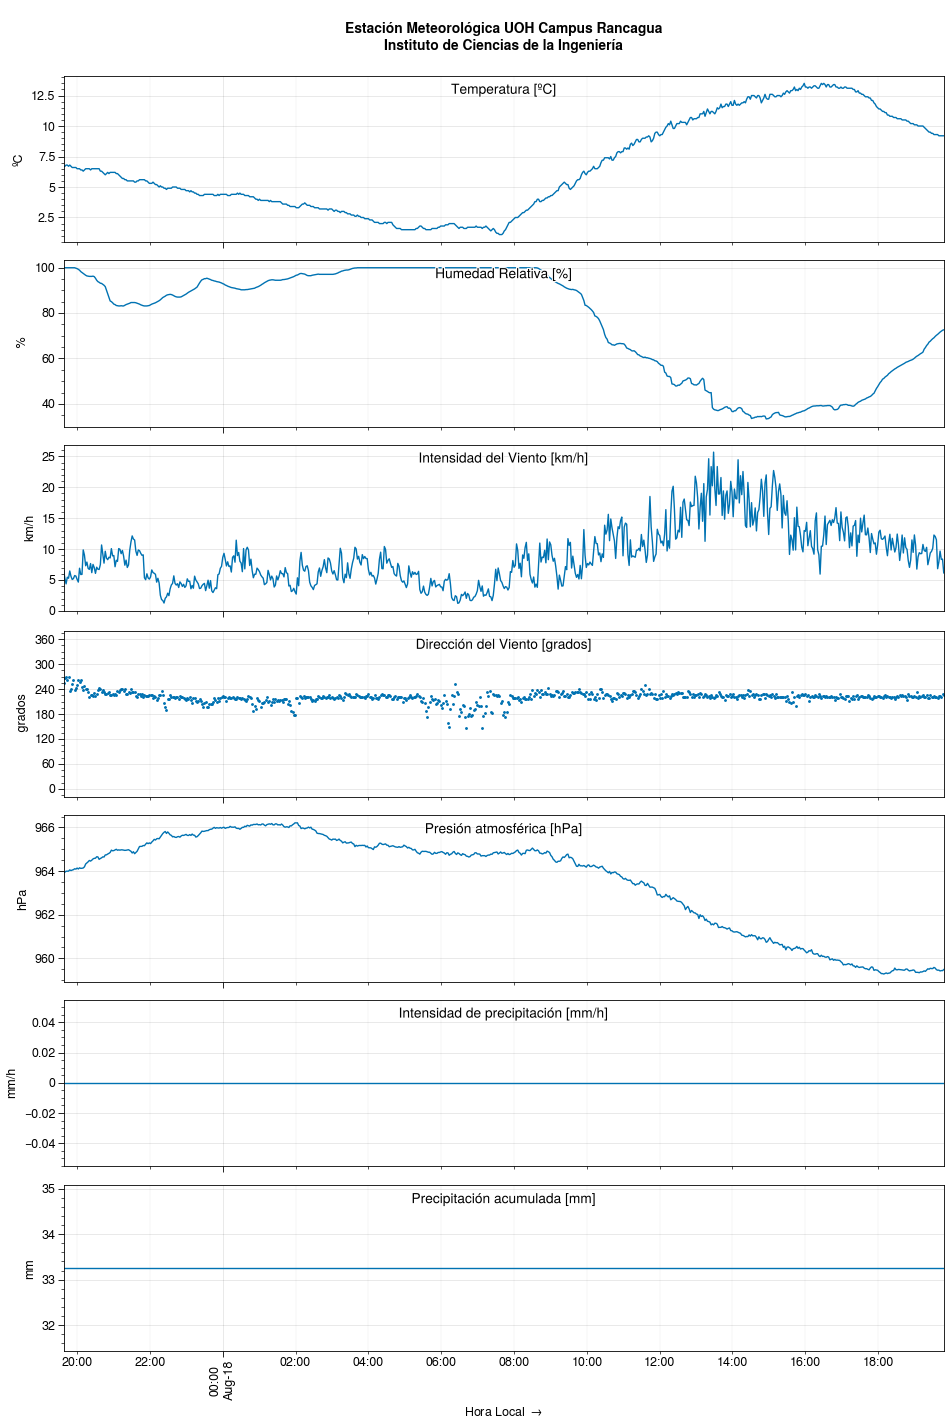 Estación Meteorológica UOH Campus Rancagua
Instituto de Ciencias de la Ingeniería
Temperatura [ºC]
12.5
10
7.5
5
2.5
ºC
Humedad Relativa [%]
100
80
60
40
%
Intensidad del Viento [km/h]
25
20
15
10
5
0
km/h
Dirección del Viento [grados]
360
300
240
180
120
60
0
grados
Presión atmosférica [hPa]
966
964
962
960
hPa
Intensidad de precipitación [mm/h]
0.04
0.02
0
−0.02
−0.04
mm/h
Precipitación acumulada [mm]
35
34
33
32
mm
20:00 22:00 00:00 02:00 04:00 06:00 08:00 10:00 12:00 14:00 16:00 18:00
Aug-18
Hora Local →